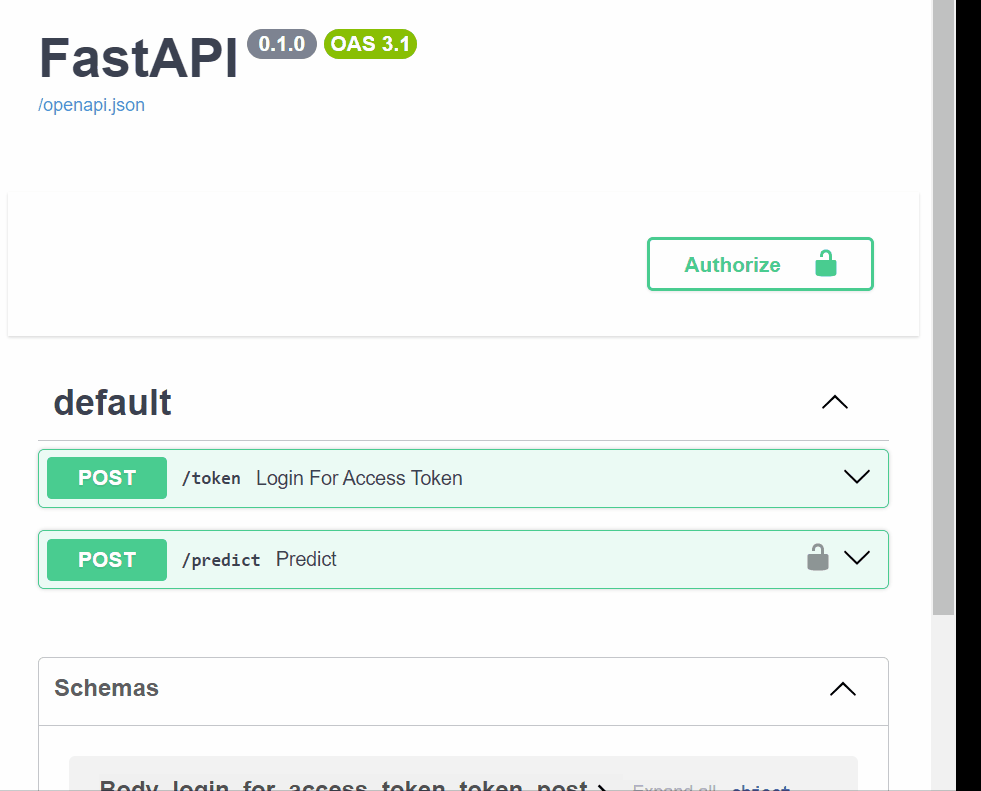 FastAPI 0.1.0 OAS 3.1
/openapi.json
Authorize
default
POST /token Login For Access Token
POST /predict Predict
Schemas
Body_login_for_access_token_token_post Expand all object